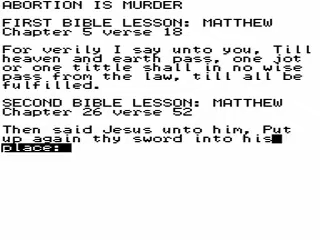 ABORTION IS MURDER
FIRST BIBLE LESSON: MATTHEW
Chapter 5 verse 18
For verily I say unto you, Till
heaven and earth pass, one jot
or one tittle shall in no wise
pass from the law, till all be
fulfilled.
SECOND BIBLE LESSON: MATTHEW
Chapter 26 verse 52
Then said Jesus unto him, Put
up again thy sword into his
place: